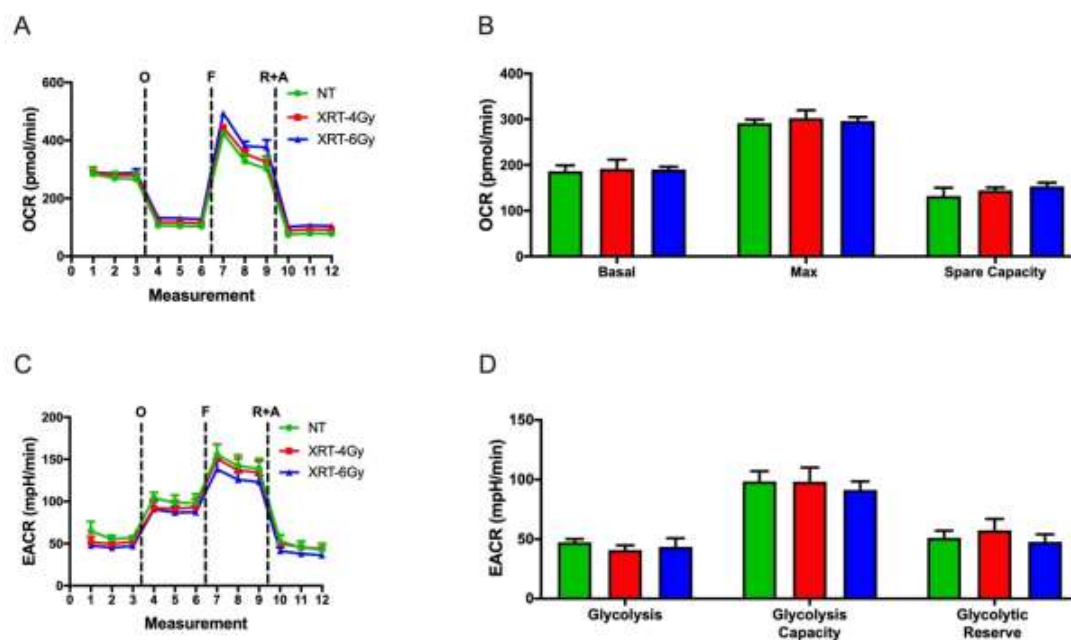 A
O F R+A
NT
XRT-4Gy
XRT-6Gy
OCR (pmol/min)
600
400
200
0
0 1 2 3 4 5 6 7 8 9 10 11 12
Measurement
B
OCR (pmol/min)
400
300
200
100
0
Basal Max Spare Capacity
C
O F R+A
NT
XRT-4Gy
XRT-6Gy
EACR (mpH/min)
200
150
100
50
0
0 1 2 3 4 5 6 7 8 9 10 11 12
Measurement
D
EACR (mpH/min)
150
100
50
0
Glycolysis Glycolysis Glycolytic
Capacity Reserve